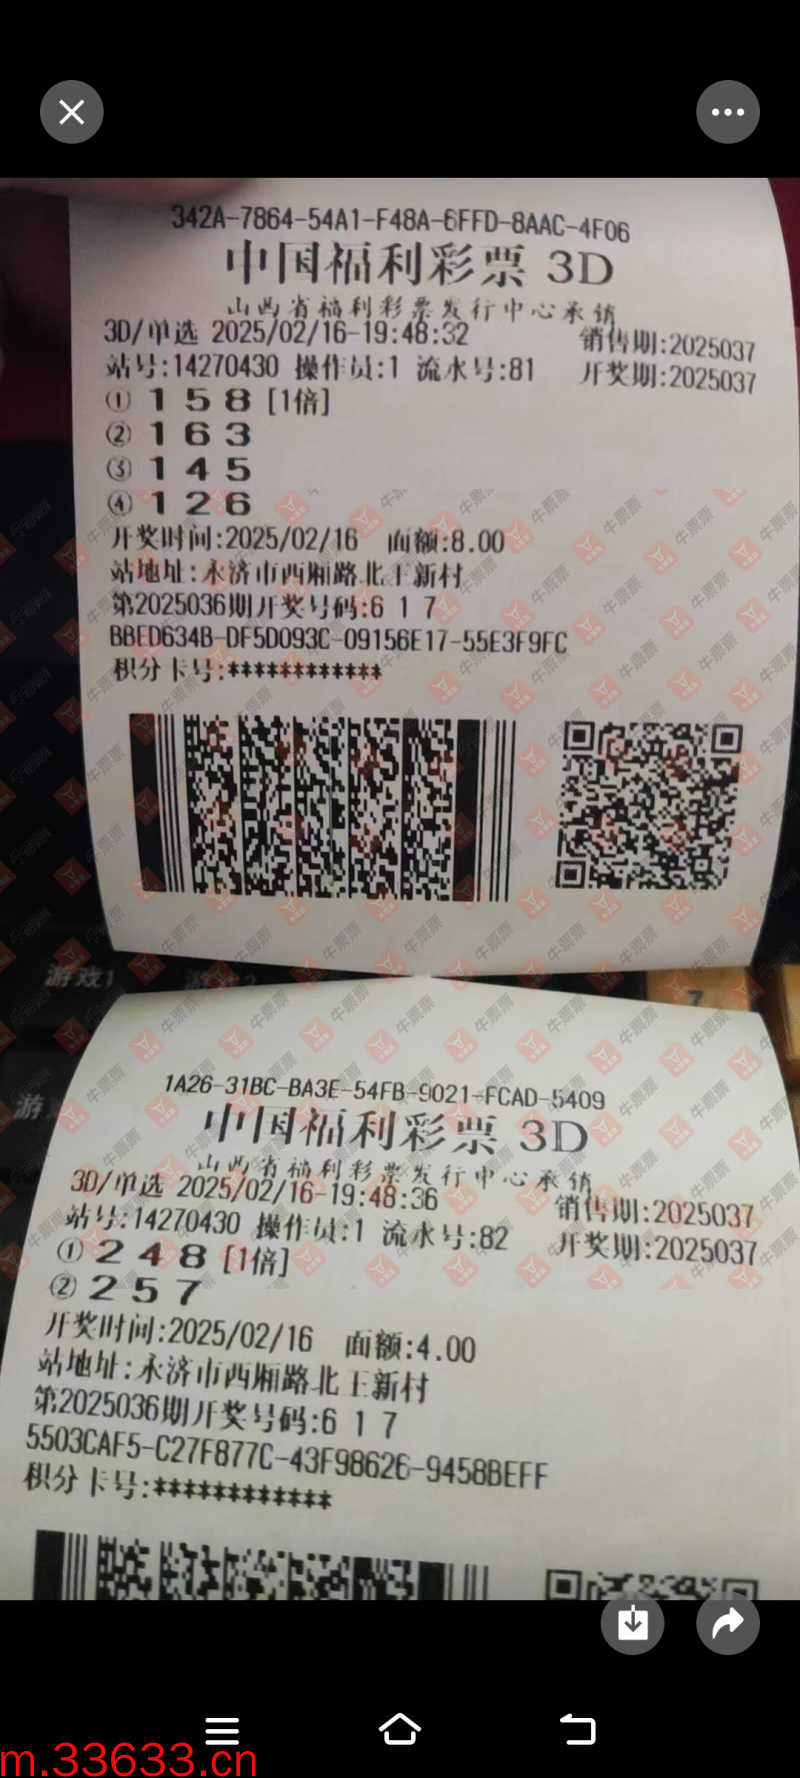 342A-7864-54A1-F48A-6FFD-8AAC-4F06
中国福利彩票 3D
山西省福利彩票发行中心承销
3D/单选 2025/02/16-19:48:32 销售期:2025037
站号:14270430 操作员:1 流水号:81 开奖期:2025037
① 1 5 8 [1倍]
② 1 6 3
③ 1 4 5
④ 1 2 6
开奖时间:2025/02/16 面额:8.00
站地址:永济市西厢路北王新村
第2025036期开奖号码:6 1 7
BBED634B-DF5D093C-09156E17-55E3F9FC
积分卡号:************
游戏1
7
游
1A26-31BC-BA3E-54FB-9021-FCAD-5409
中国福利彩票 3D
山西省福利彩票发行中心承销
3D/单选 2025/02/16-19:48:36 销售期:2025037
站号:14270430 操作员:1 流水号:82 开奖期:2025037
① 2 4 8 [1倍]
② 2 5 7
开奖时间:2025/02/16 面额:4.00
站地址:永济市西厢路北王新村
第2025036期开奖号码:6 1 7
5503CAF5-C27F877C-43F98626-9458BEFF
积分卡号:************
牛票票
m.33633.cn